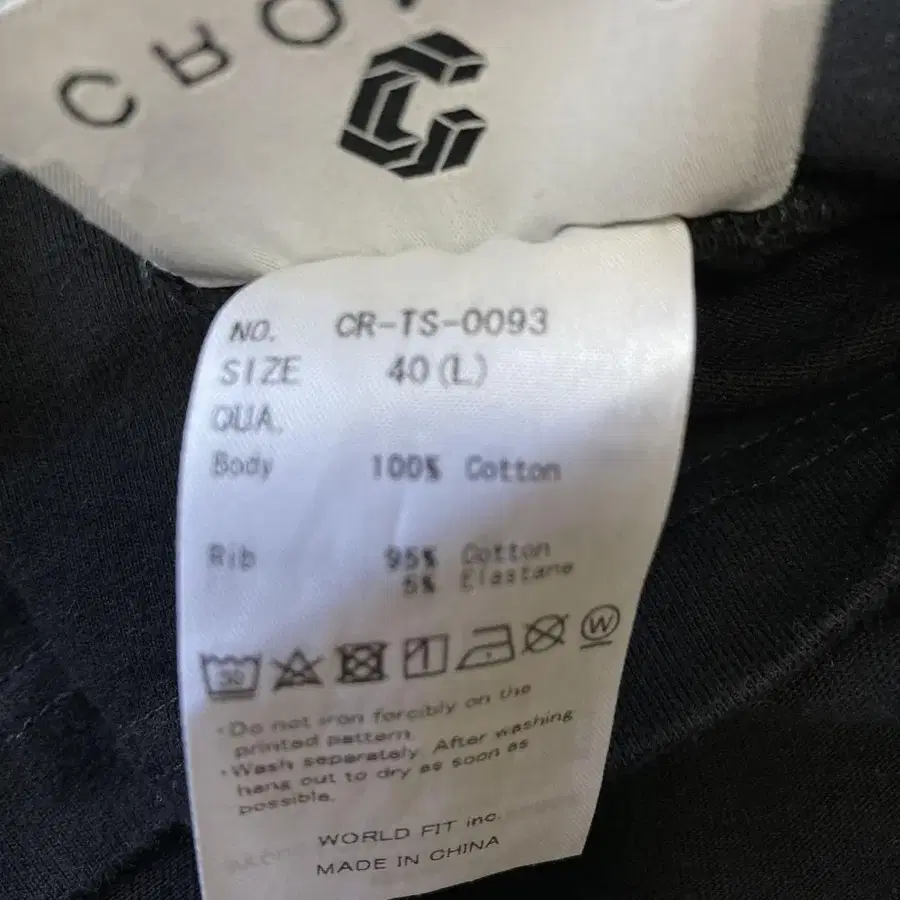 CRO
NO. CR-TS-0093
SIZE 40(L)
QUA.
Body 100% Cotton
Rib 95% Cotton
5% Elastane
30
W
·Do not iron forcibly on the
printed pattern.
·Wash separately. After washing
hang out to dry as soon as
possible.
WORLD FIT inc.
MADE IN CHINA